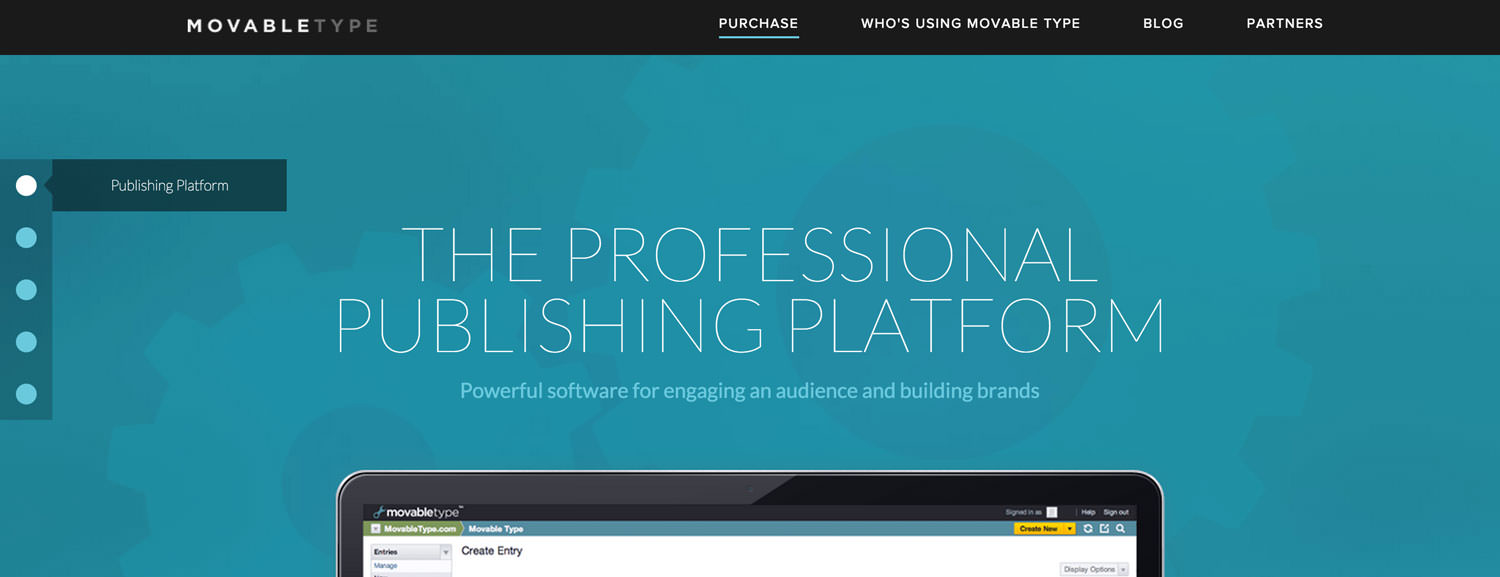 MOVABLETYPE
PURCHASE
WHO'S USING MOVABLE TYPE
BLOG
PARTNERS
Publishing Platform
THE PROFESSIONAL
PUBLISHING PLATFORM
Powerful software for engaging an audience and building brands
movabletype™
Signed in as
Help
Sign out
MovableType.com
Movable Type
Create New
Entries
Create Entry
Manage
Display Options